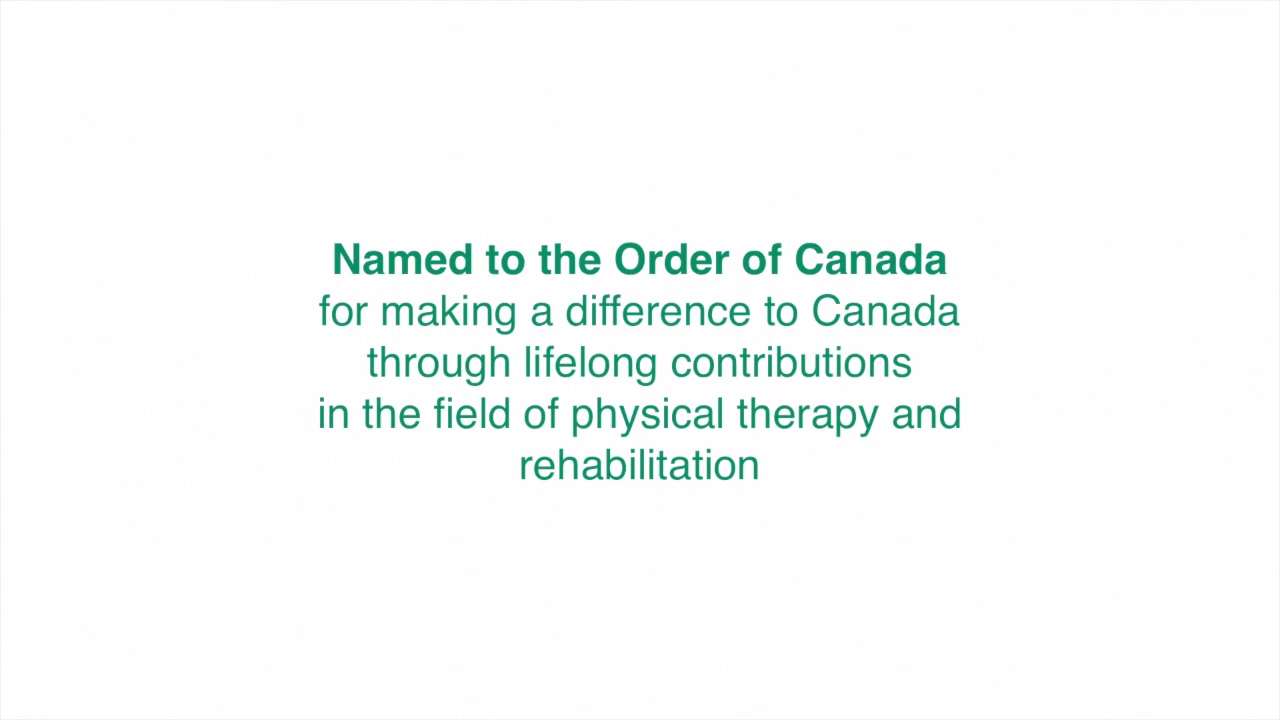 Named to the Order of Canada
for making a difference to Canada
through lifelong contributions
in the field of physical therapy and
rehabilitation